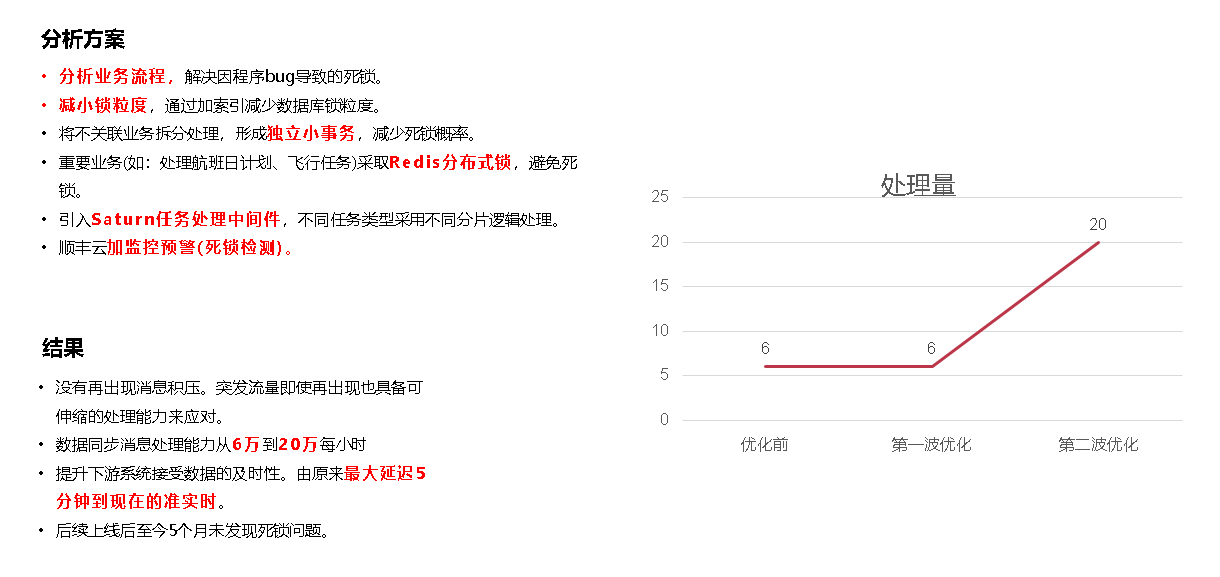 分析方案
• 分析业务流程，解决因程序bug导致的死锁。
• 减小锁粒度，通过加索引减少数据库锁粒度。
• 将不关联业务拆分处理，形成独立小事务，减少死锁概率。
• 重要业务(如：处理航班日计划、飞行任务)采取Redis分布式锁，避免死
锁。
• 引入Saturn任务处理中间件，不同任务类型采用不同分片逻辑处理。
• 顺丰云加监控预警(死锁检测)。
结果
• 没有再出现消息积压。突发流量即使再出现也具备可
伸缩的处理能力来应对。
• 数据同步消息处理能力从6万到20万每小时
• 提升下游系统接受数据的及时性。由原来最大延迟5
分钟到现在的准实时。
• 后续上线后至今5个月未发现死锁问题。
处理量
25
20
15
10
5
0
6
6
20
优化前
第一波优化
第二波优化